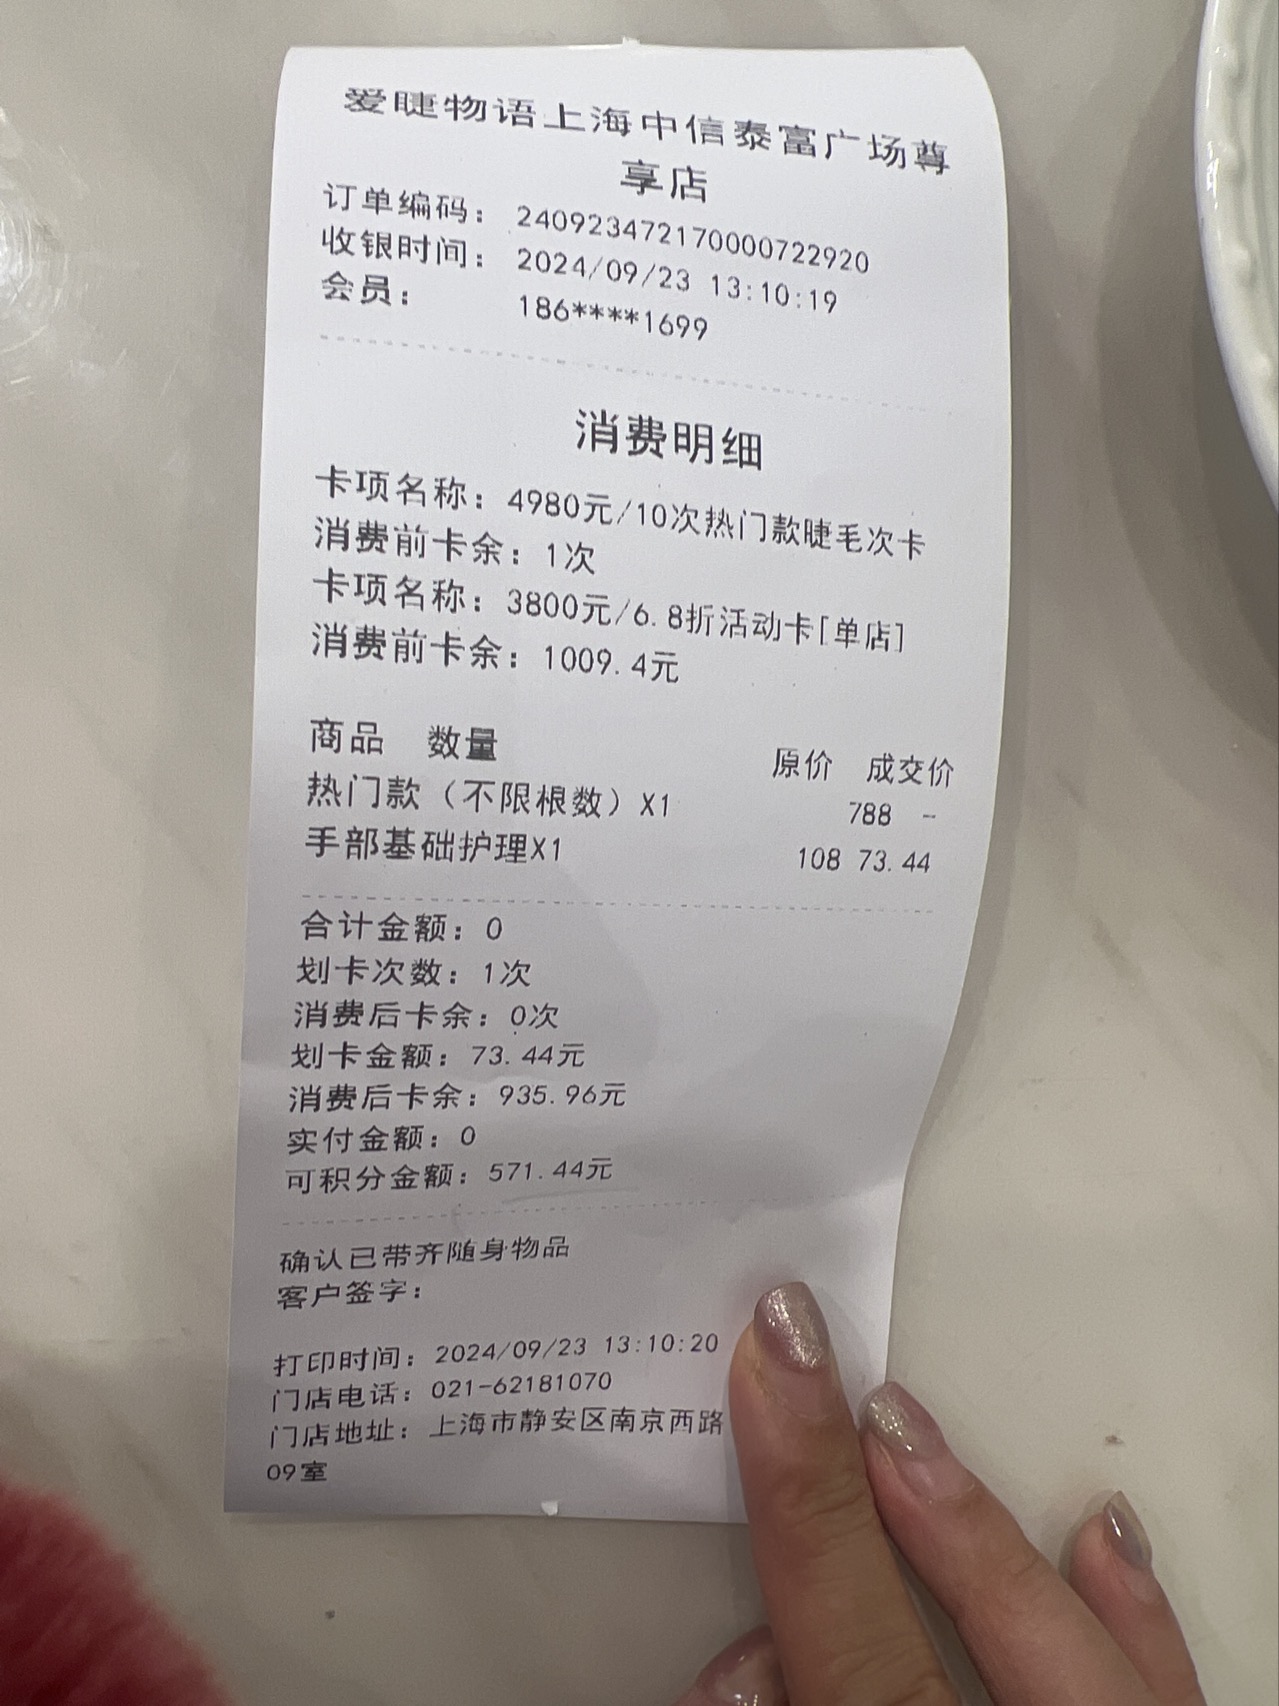 爱睫物语上海中信泰富广场尊
享店
订单编码： 240923472170000722920
收银时间： 2024/09/23 13:10:19
会员： 186****1699
消费明细
卡项名称：4980元/10次热门款睫毛次卡
消费前卡余：1次
卡项名称：3800元/6.8折活动卡[单店]
消费前卡余：1009.4元
商品 数量 原价 成交价
热门款（不限根数）X1 788 -
手部基础护理X1 108 73.44
合计金额：0
划卡次数：1次
消费后卡余：0次
划卡金额：73.44元
消费后卡余：935.96元
实付金额：0
可积分金额：571.44元
确认已带齐随身物品
客户签字：
打印时间：2024/09/23 13:10:20
门店电话：021-62181070
门店地址：上海市静安区南京西路
09室